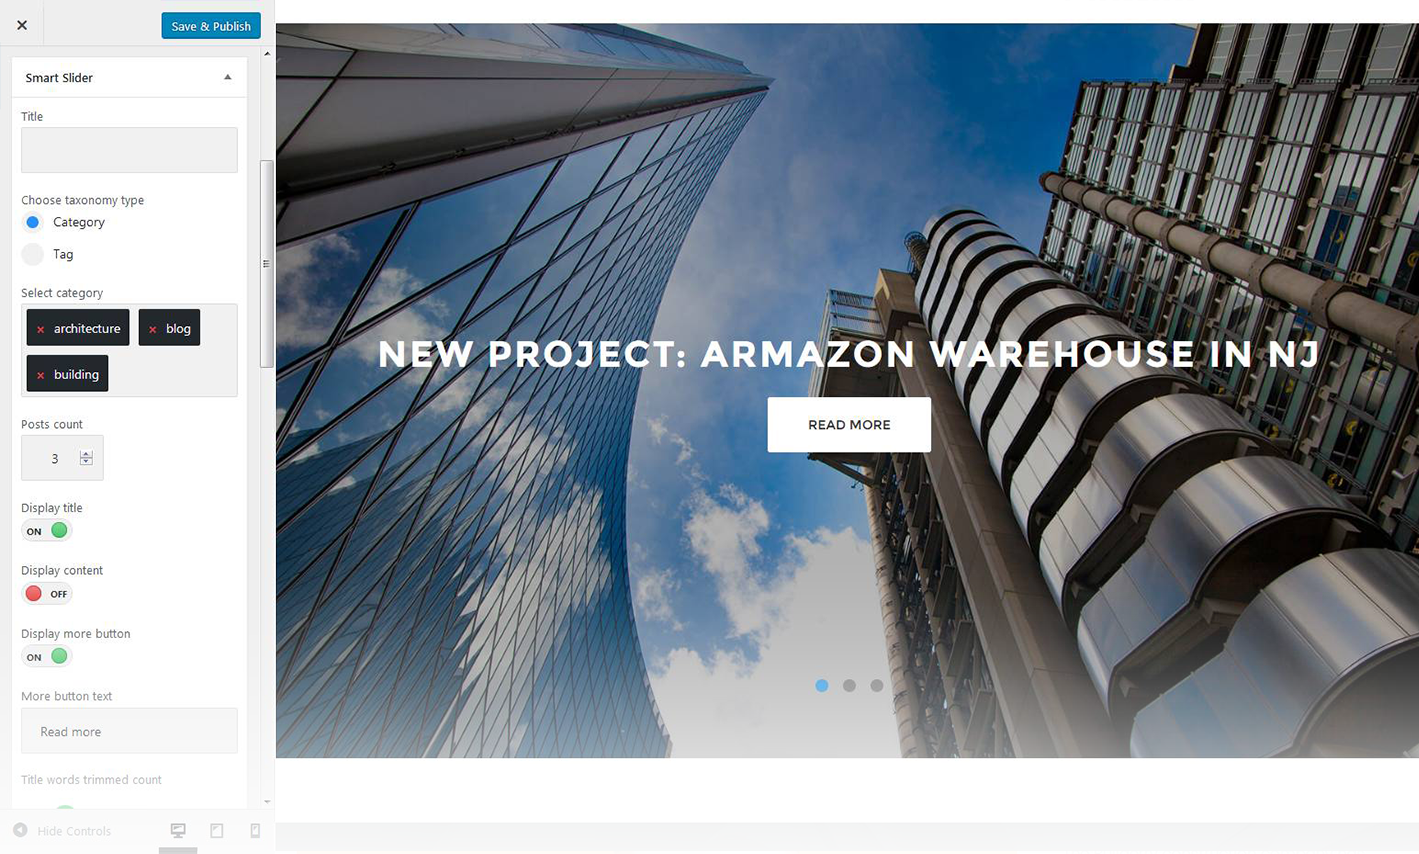 Save & Publish
Smart Slider
Title
Choose taxonomy type
Category
Tag
Select category
× architecture × blog
× building
Posts count
3
Display title
ON
Display content
OFF
Display more button
ON
More button text
Read more
Title words trimmed count
Hide Controls
NEW PROJECT: ARMAZON WAREHOUSE IN NJ
READ MORE